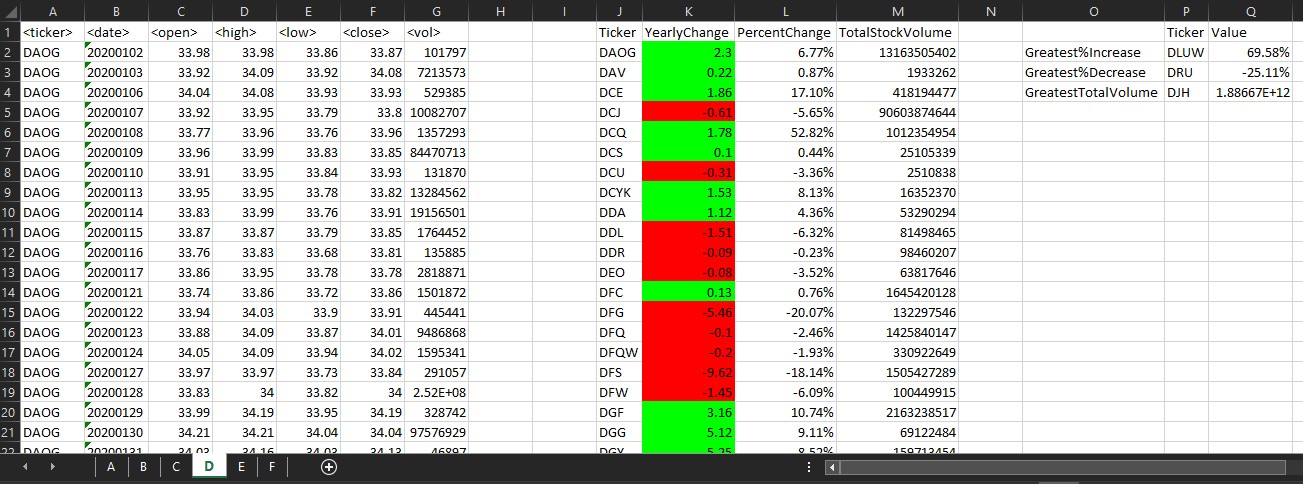 A B C D E F G H I J K L M N O P Q
1 <ticker> <date> <open> <high> <low> <close> <vol> Ticker YearlyChange PercentChange TotalStockVolume Ticker Value
2 DAOG 20200102 33.98 33.98 33.86 33.87 101797 DAOG 2.3 6.77% 13163505402 Greatest%Increase DLUW 69.58%
3 DAOG 20200103 33.92 34.09 33.92 34.08 7213573 DAV 0.22 0.87% 1933262 Greatest%Decrease DRU -25.11%
4 DAOG 20200106 34.04 34.08 33.93 33.93 529385 DCE 1.86 17.10% 418194477 GreatestTotalVolume DJH 1.88667E+12
5 DAOG 20200107 33.92 33.95 33.79 33.8 10082707 DCJ -0.61 -5.65% 90603874644
6 DAOG 20200108 33.77 33.96 33.76 33.96 1357293 DCQ 1.78 52.82% 1012354954
7 DAOG 20200109 33.96 33.99 33.83 33.85 84470713 DCS 0.1 0.44% 25105339
8 DAOG 20200110 33.91 33.95 33.84 33.93 131870 DCU -0.31 -3.36% 2510838
9 DAOG 20200113 33.95 33.95 33.78 33.82 13284562 DCYK 1.53 8.13% 16352370
10 DAOG 20200114 33.83 33.99 33.76 33.91 19156501 DDA 1.12 4.36% 53290294
11 DAOG 20200115 33.87 33.87 33.79 33.85 1764452 DDL -1.51 -6.32% 81498465
12 DAOG 20200116 33.76 33.83 33.68 33.81 135885 DDR -0.09 -0.23% 98460207
13 DAOG 20200117 33.86 33.95 33.78 33.78 2818871 DEO -0.08 -3.52% 63817646
14 DAOG 20200121 33.74 33.86 33.72 33.86 1501872 DFC 0.13 0.76% 1645420128
15 DAOG 20200122 33.94 34.03 33.9 33.91 445441 DFG -5.46 -20.07% 132297546
16 DAOG 20200123 33.88 34.09 33.87 34.01 9486868 DFQ -0.1 -2.46% 1425840147
17 DAOG 20200124 34.05 34.09 33.94 34.02 1595341 DFQW -0.2 -1.93% 330922649
18 DAOG 20200127 33.97 33.97 33.73 33.84 291057 DFS -9.62 -18.14% 1505427289
19 DAOG 20200128 33.83 34 33.82 34 2.52E+08 DFW -1.45 -6.09% 100449915
20 DAOG 20200129 33.99 34.19 33.95 34.19 328742 DGF 3.16 10.74% 2163238517
21 DAOG 20200130 34.21 34.21 34.04 34.04 97576929 DGG 5.12 9.11% 69122484
22 DAOG 20200131 34.03 34.16 34.03 34.13 46897 DGY 5.25 8.52% 159713454
A B C D E F